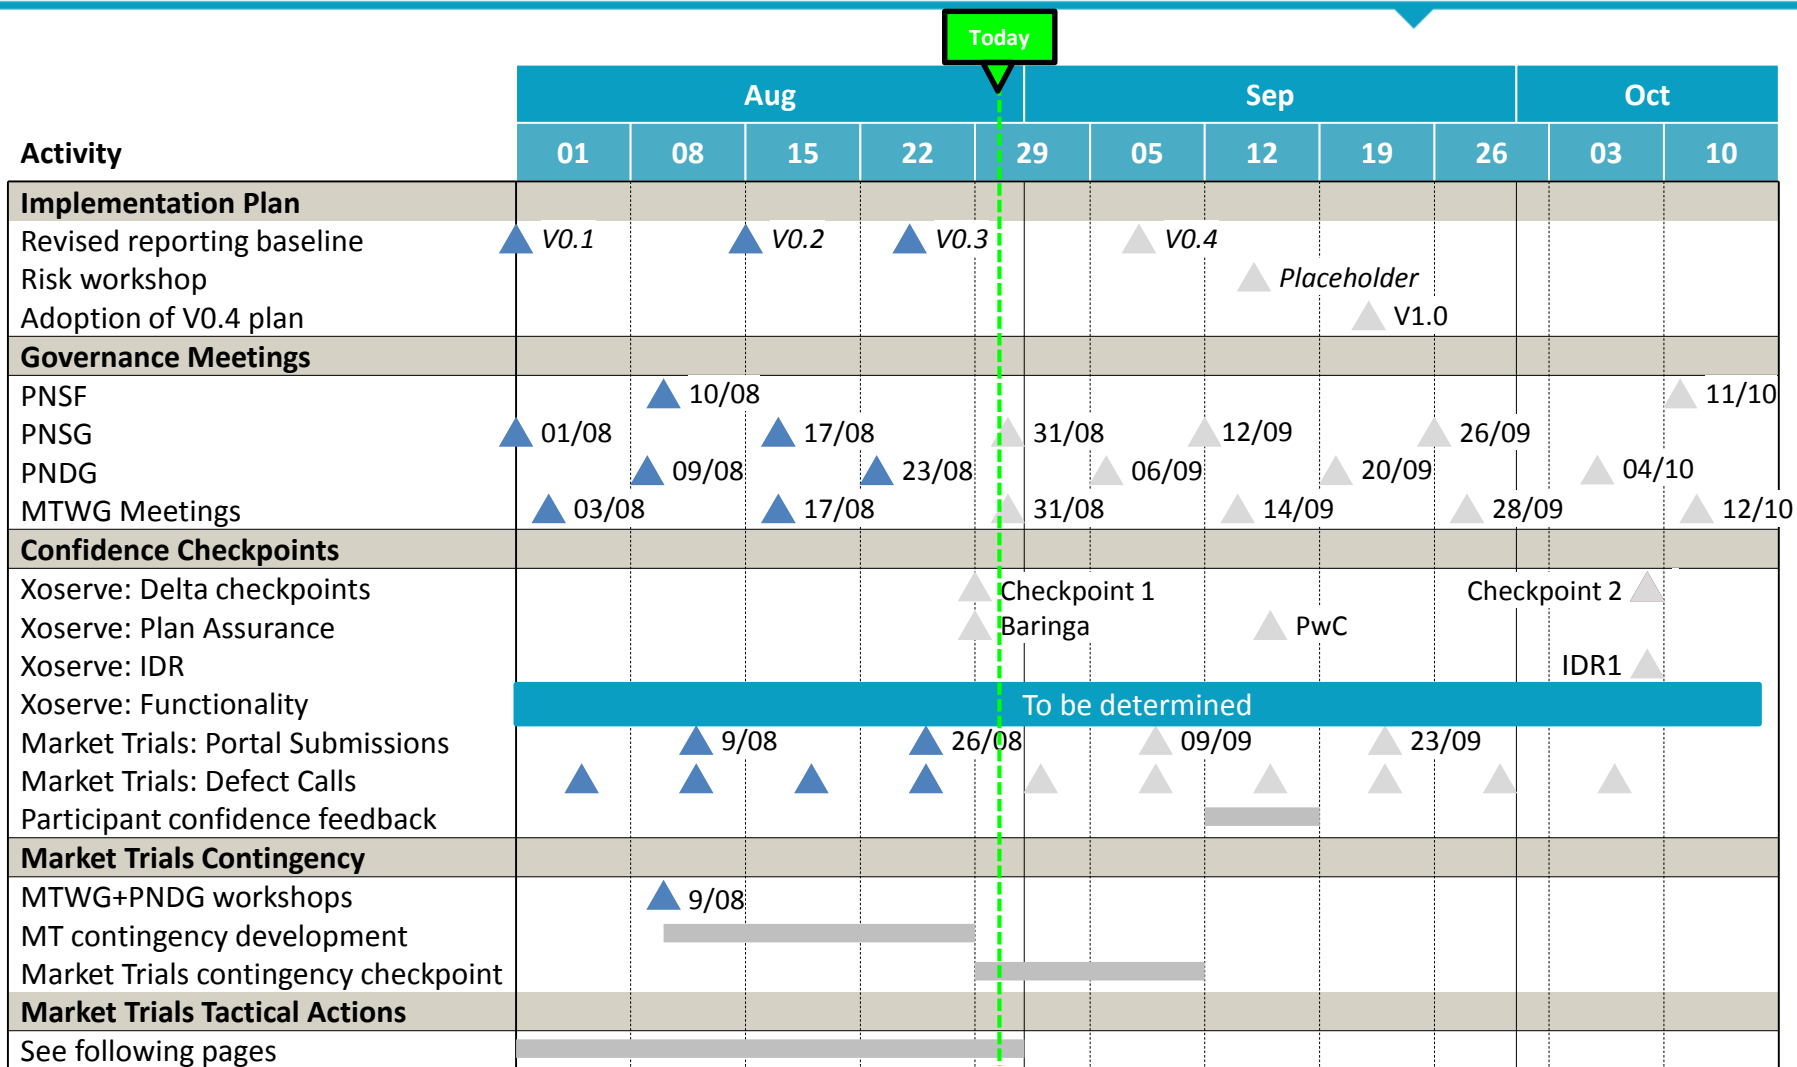 Today
Aug Sep Oct
Activity 01 08 15 22 29 05 12 19 26 03 10
Implementation Plan
Revised reporting baseline V0.1 V0.2 V0.3 V0.4
Risk workshop Placeholder
Adoption of V0.4 plan V1.0
Governance Meetings
PNSF 10/08 11/10
PNSG 01/08 17/08 31/08 12/09 26/09
PNDG 09/08 23/08 06/09 20/09 04/10
MTWG Meetings 03/08 17/08 31/08 14/09 28/09 12/10
Confidence Checkpoints
Xoserve: Delta checkpoints Checkpoint 1 Checkpoint 2
Xoserve: Plan Assurance Baringa PwC
Xoserve: IDR IDR1
Xoserve: Functionality To be determined
Market Trials: Portal Submissions 9/08 26/08 09/09 23/09
Market Trials: Defect Calls
Participant confidence feedback
Market Trials Contingency
MTWG+PNDG workshops 9/08
MT contingency development
Market Trials contingency checkpoint
Market Trials Tactical Actions
See following pages